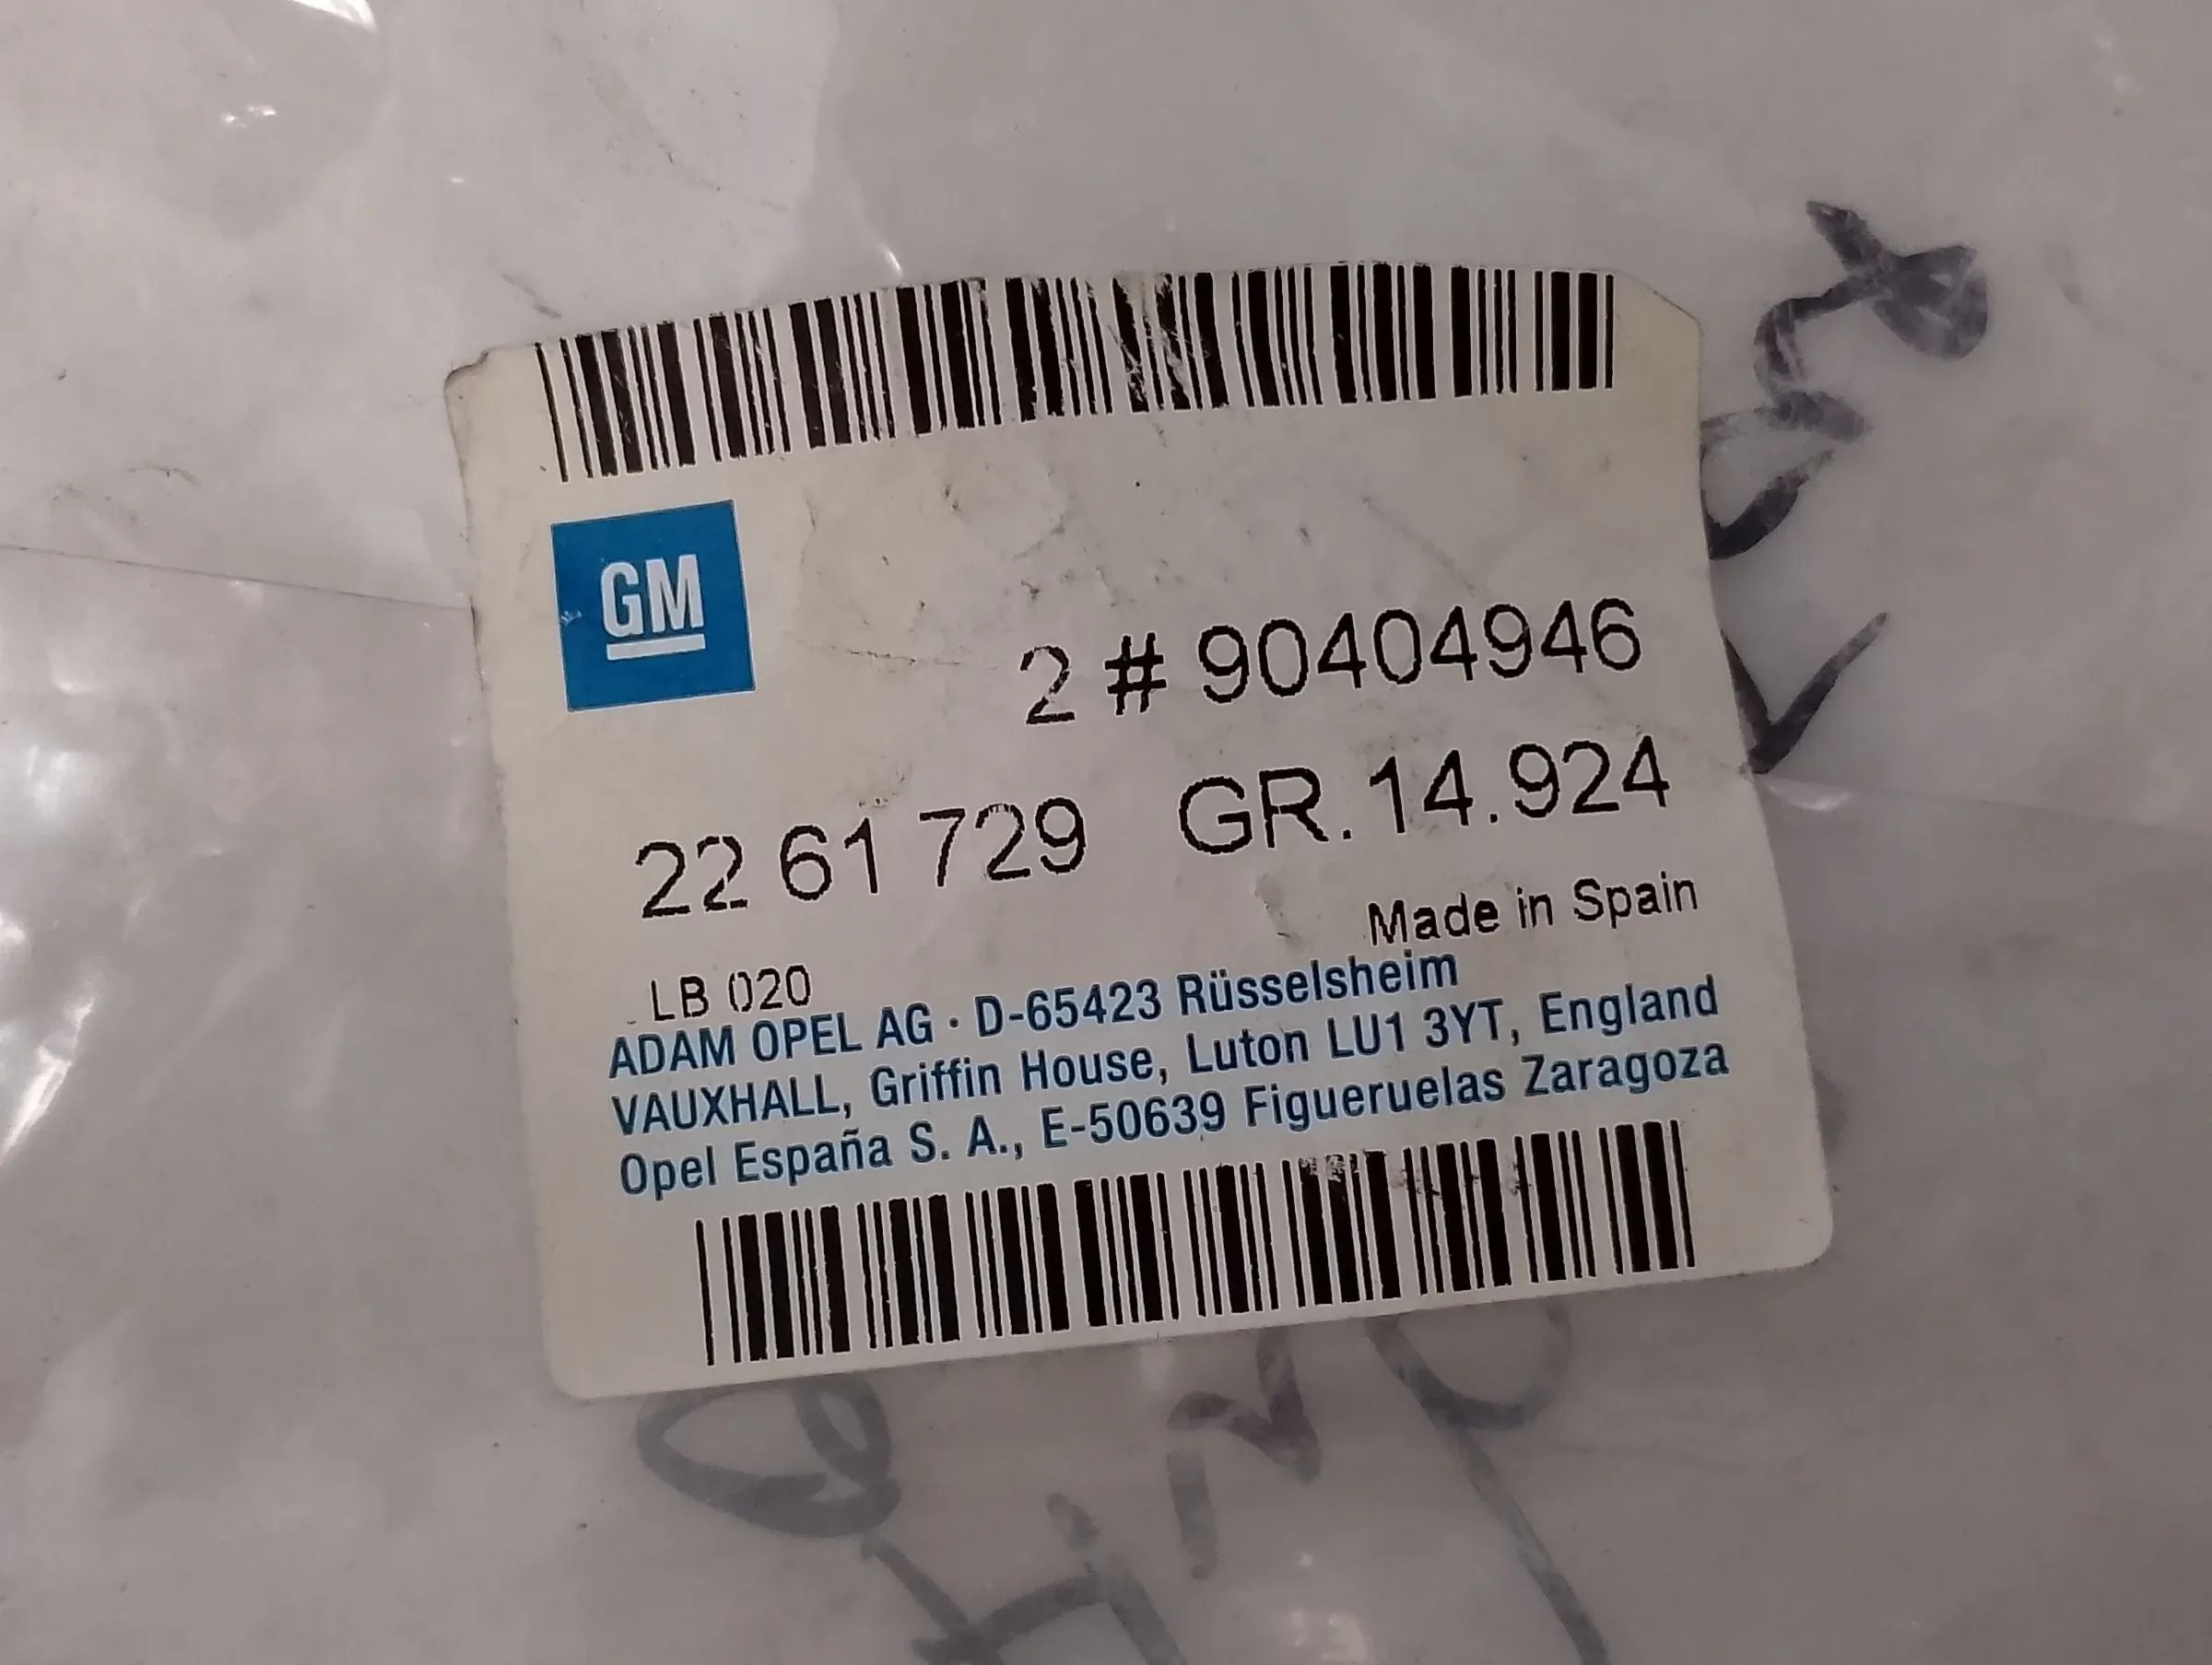 GM
2 # 90404946
22 61 729 GR. 14.924
Made in Spain
LB 020
ADAM OPEL AG · D-65423 Rüsselsheim
VAUXHALL, Griffin House, Luton LU1 3YT, England
Opel España S. A., E-50639 Figueruelas Zaragoza